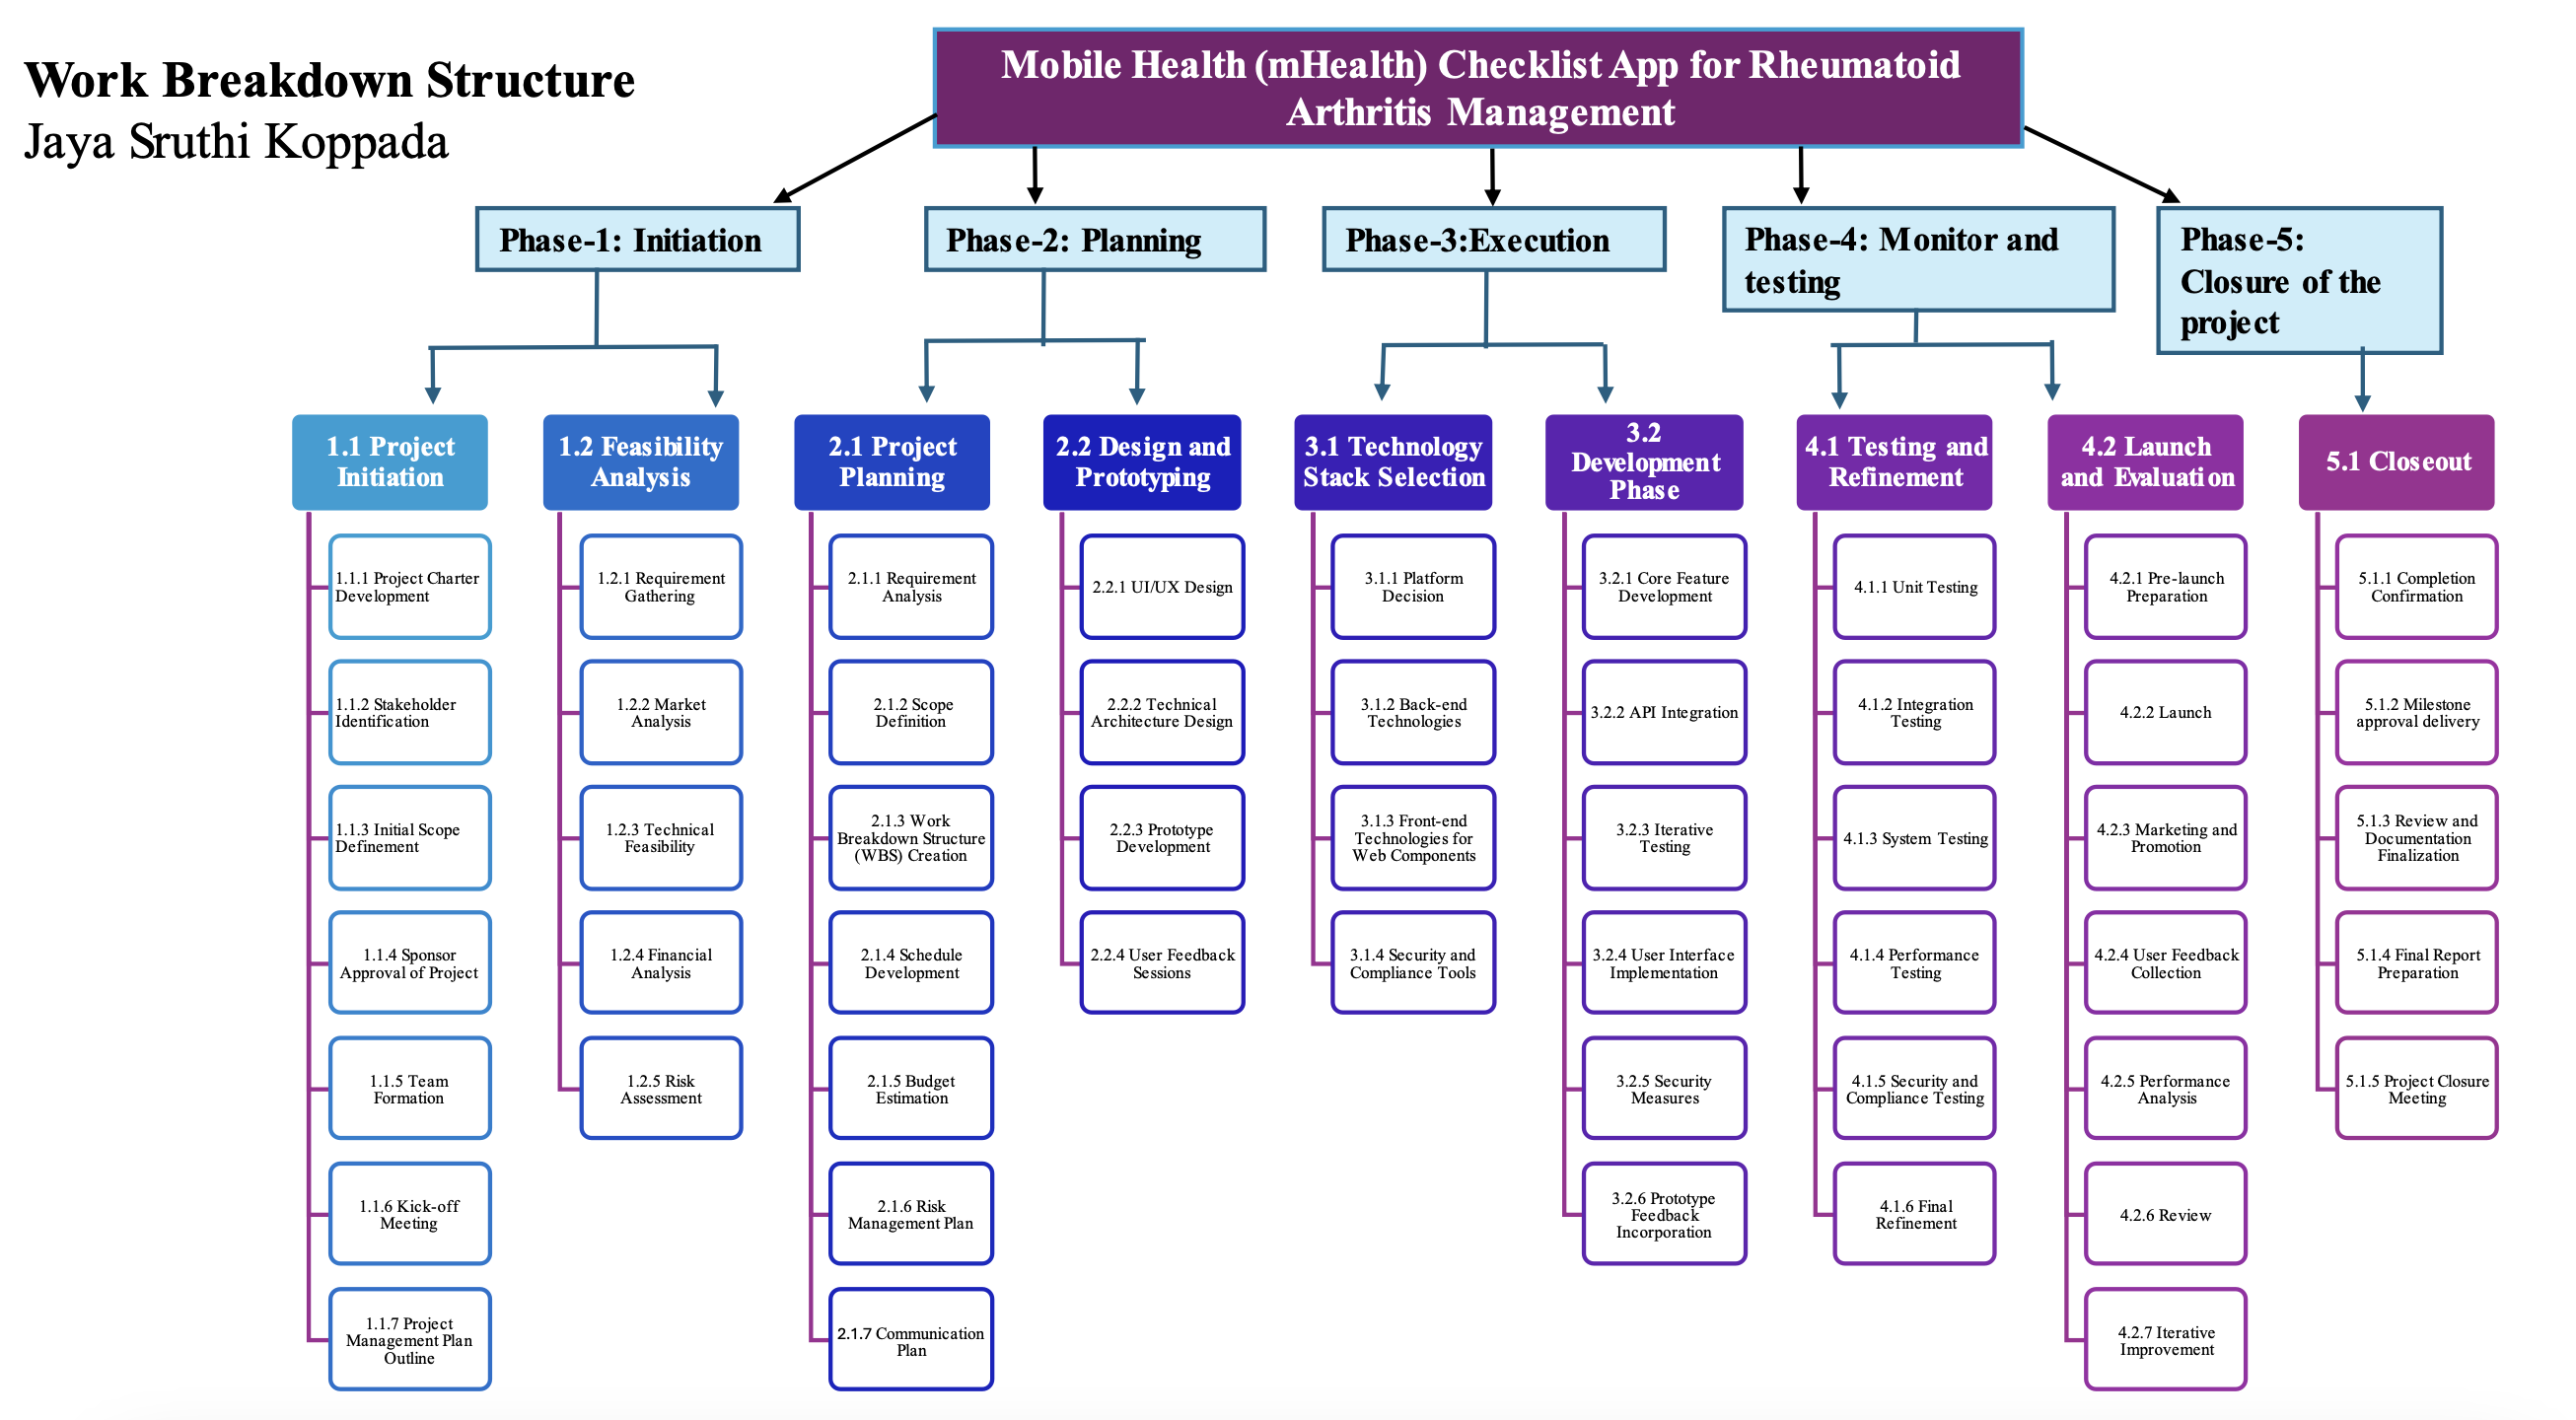 Work Breakdown Structure
Jaya Sruthi Koppada
Mobile Health (mHealth) Checklist App for Rheumatoid
Arthritis Management
Phase-1: Initiation
Phase-2: Planning
Phase-3:Execution
Phase-4: Monitor and
testing
Phase-5:
Closure of the
project
1.1 Project
Initiation
1.1.1 Project Charter
Development
1.1.2 Stakeholder
Identification
1.1.3 Initial Scope
Definement
1.1.4 Sponsor
Approval of Project
1.1.5 Team
Formation
1.1.6 Kick-off
Meeting
1.1.7 Project
Management Plan
Outline
1.2 Feasibility
Analysis
1.2.1 Requirement
Gathering
1.2.2 Market
Analysis
1.2.3 Technical
Feasibility
1.2.4 Financial
Analysis
1.2.5 Risk
Assessment
2.1 Project
Planning
2.1.1 Requirement
Analysis
2.1.2 Scope
Definition
2.1.3 Work
Breakdown Structure
(WBS) Creation
2.1.4 Schedule
Development
2.1.5 Budget
Estimation
2.1.6 Risk
Management Plan
2.1.7 Communication
Plan
2.2 Design and
Prototyping
2.2.1 UI/UX Design
2.2.2 Technical
Architecture Design
2.2.3 Prototype
Development
2.2.4 User Feedback
Sessions
3.1 Technology
Stack Selection
3.1.1 Platform
Decision
3.1.2 Back-end
Technologies
3.1.3 Front-end
Technologies for
Web Components
3.1.4 Security and
Compliance Tools
3.2
Development
Phase
3.2.1 Core Feature
Development
3.2.2 API Integration
3.2.3 Iterative
Testing
3.2.4 User Interface
Implementation
3.2.5 Security
Measures
3.2.6 Prototype
Feedback
Incorporation
4.1 Testing and
Refinement
4.1.1 Unit Testing
4.1.2 Integration
Testing
4.1.3 System Testing
4.1.4 Performance
Testing
4.1.5 Security and
Compliance Testing
4.1.6 Final
Refinement
4.2 Launch
and Evaluation
4.2.1 Pre-launch
Preparation
4.2.2 Launch
4.2.3 Marketing and
Promotion
4.2.4 User Feedback
Collection
4.2.5 Performance
Analysis
4.2.6 Review
4.2.7 Iterative
Improvement
5.1 Closeout
5.1.1 Completion
Confirmation
5.1.2 Milestone
approval delivery
5.1.3 Review and
Documentation
Finalization
5.1.4 Final Report
Preparation
5.1.5 Project Closure
Meeting